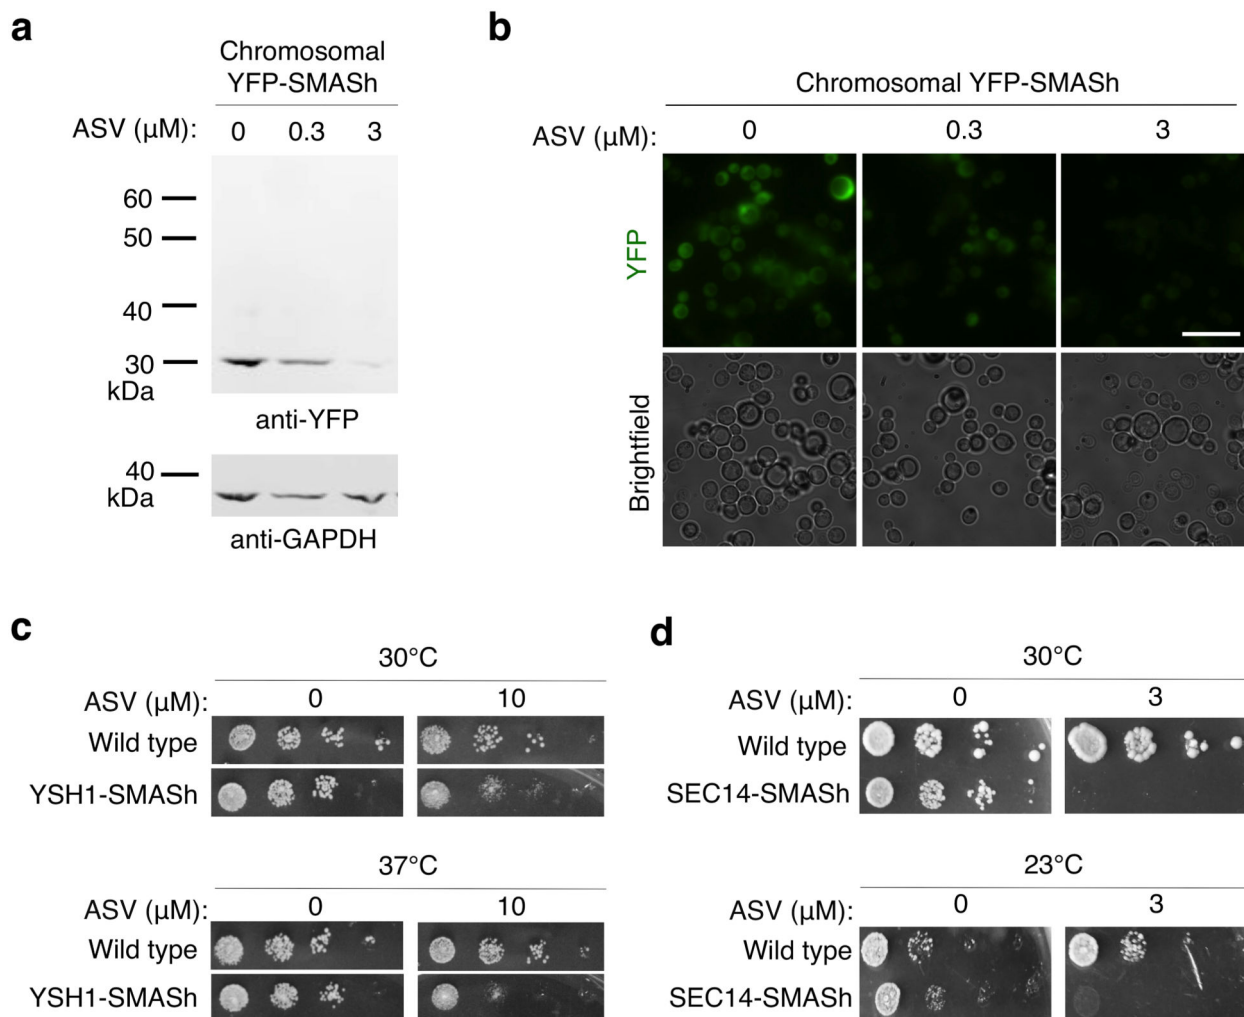 a
Chromosomal
YFP-SMASh
ASV (µM): 0 0.3 3
60
50
40
30
kDa
anti-YFP
40
kDa
anti-GAPDH
b
Chromosomal YFP-SMASh
ASV (µM): 0 0.3 3
YFP
Brightfield
c
30°C
ASV (µM): 0 10
Wild type
YSH1-SMASh
37°C
ASV (µM): 0 10
Wild type
YSH1-SMASh
d
30°C
ASV (µM): 0 3
Wild type
SEC14-SMASh
23°C
ASV (µM): 0 3
Wild type
SEC14-SMASh